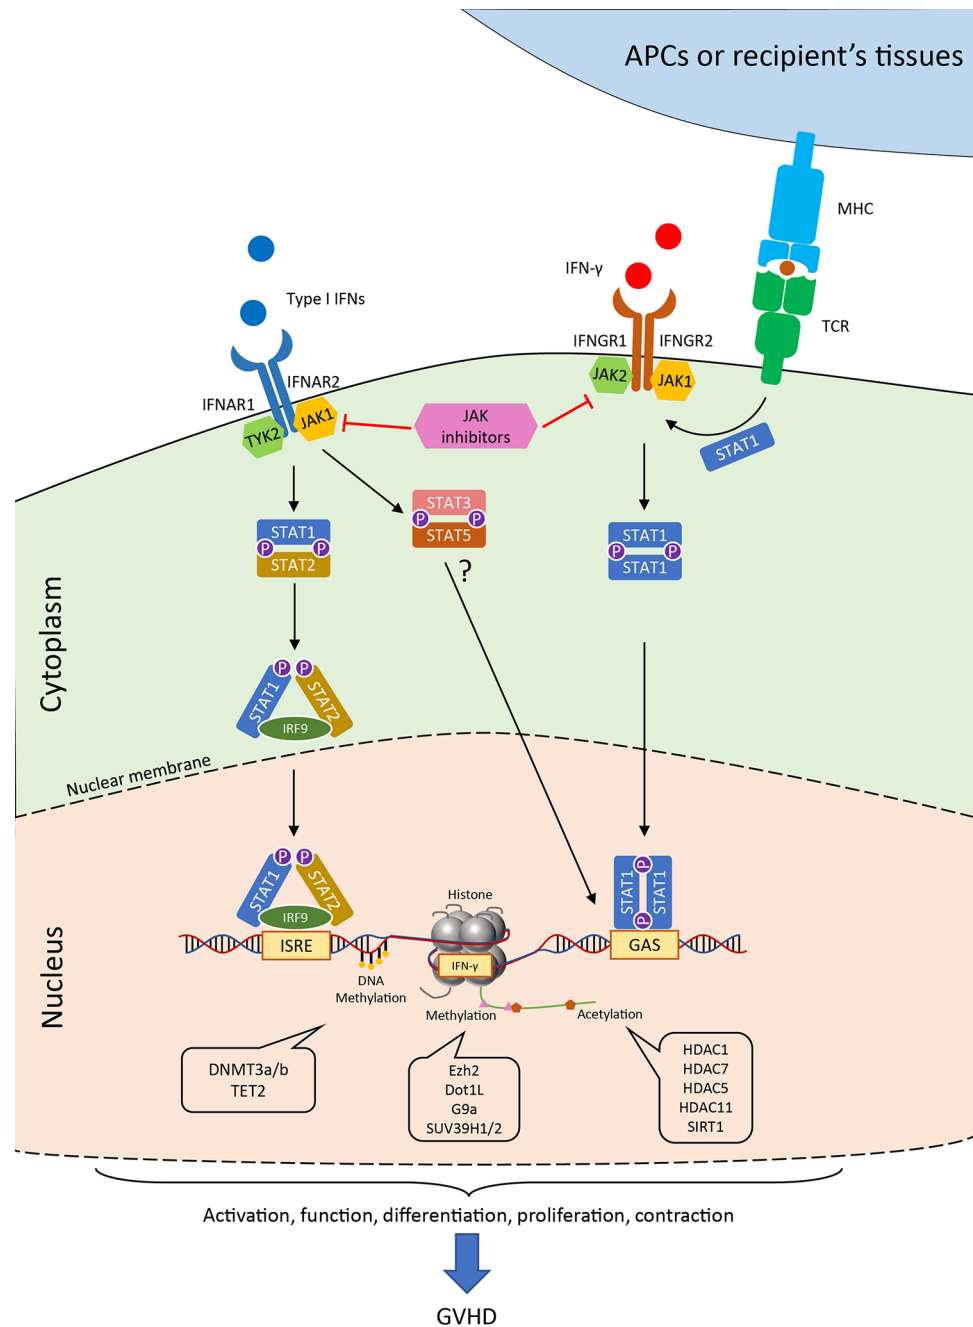 APCs or recipient's tissues
MHC
IFN-γ
Type I IFNs
TCR
IFNGR1
IFNGR2
IFNAR2
JAK2
JAK1
IFNAR1
JAK1
TYK2
JAK
inhibitors
STAT1
STAT3
P
P
STAT5
?
STAT1
P
P
STAT2
STAT1
P
P
STAT1
Cytoplasm
P
P
STAT1
STAT2
IRF9
Nuclear membrane
P
P
STAT1
STAT2
IRF9
STAT1
P
P
STAT1
Histone
ISRE
IFN-γ
GAS
DNA
Methylation
Methylation
Acetylation
Nucleus
DNMT3a/b
TET2
Ezh2
Dot1L
G9a
SUV39H1/2
HDAC1
HDAC7
HDAC5
HDAC11
SIRT1
Activation, function, differentiation, proliferation, contraction
GVHD